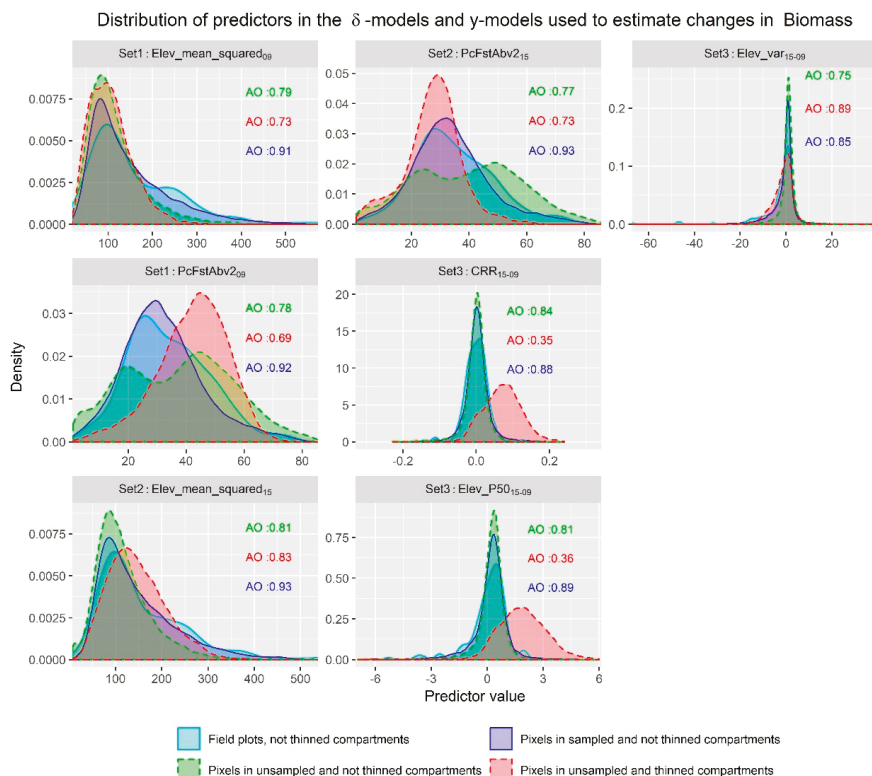 Distribution of predictors in the δ -models and y-models used to estimate changes in Biomass
Set1 : Elev_mean_squared₀₉
AO : 0.79
AO : 0.73
AO : 0.91
0.0075
0.0050
0.0025
0.0000
100 200 300 400 500
Set2 : PcFstAbv2₁₅
AO : 0.77
AO : 0.73
AO : 0.93
0.05
0.04
0.03
0.02
0.01
0.00
20 40 60 80
Set3 : Elev_var₁₅₋₀₉
AO : 0.75
AO : 0.89
AO : 0.85
0.2
0.1
0.0
-60 -40 -20 0 20
Set1 : PcFstAbv2₀₉
AO : 0.78
AO : 0.69
AO : 0.92
0.03
0.02
0.01
0.00
20 40 60 80
Set3 : CRR₁₅₋₀₉
AO : 0.84
AO : 0.35
AO : 0.88
20
15
10
5
0
-0.2 0.0 0.2
Density
Set2 : Elev_mean_squared₁₅
AO : 0.81
AO : 0.83
AO : 0.93
0.0075
0.0050
0.0025
0.0000
100 200 300 400 500
Set3 : Elev_P50₁₅₋₀₉
AO : 0.81
AO : 0.36
AO : 0.89
0.75
0.50
0.25
0.00
-6 -3 0 3 6
Predictor value
Field plots, not thinned compartments
Pixels in sampled and not thinned compartments
Pixels in unsampled and not thinned compartments
Pixels in unsampled and thinned compartments